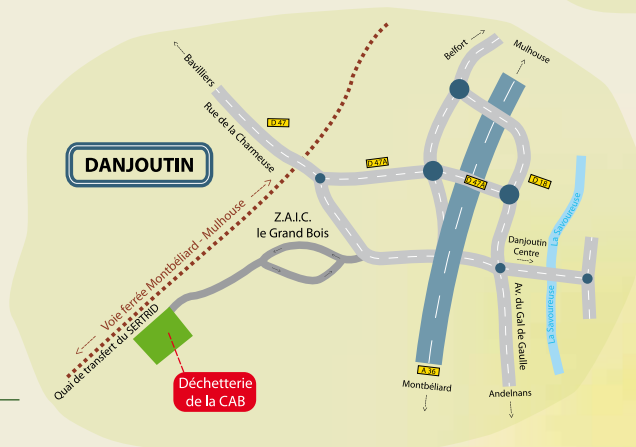 Belfort
Mulhouse
Bavilliers
Rue de la Charmeuse
D 47
DANJOUTIN
D 47A
D 47A
D 18
La Savoureuse
Z.A.I.C.
le Grand Bois
Danjoutin
Centre
Voie ferrée Montbéliard - Mulhouse
Quai de transfert du SERTRID
La Savoureuse
Av. du Gal de Gaulle
Déchetterie
de la CAB
A 36
Montbéliard
Andelnans